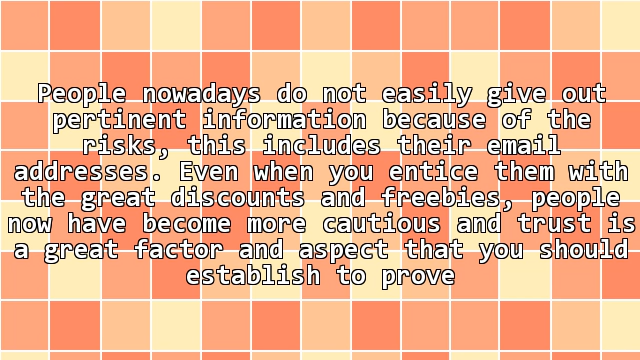 People nowadays do not easily give out
pertinent information because of the
risks, this includes their email
addresses. Even when you entice them with
the great discounts and freebies, people
now have become more cautious and trust is
a great factor and aspect that you should
establish to prove